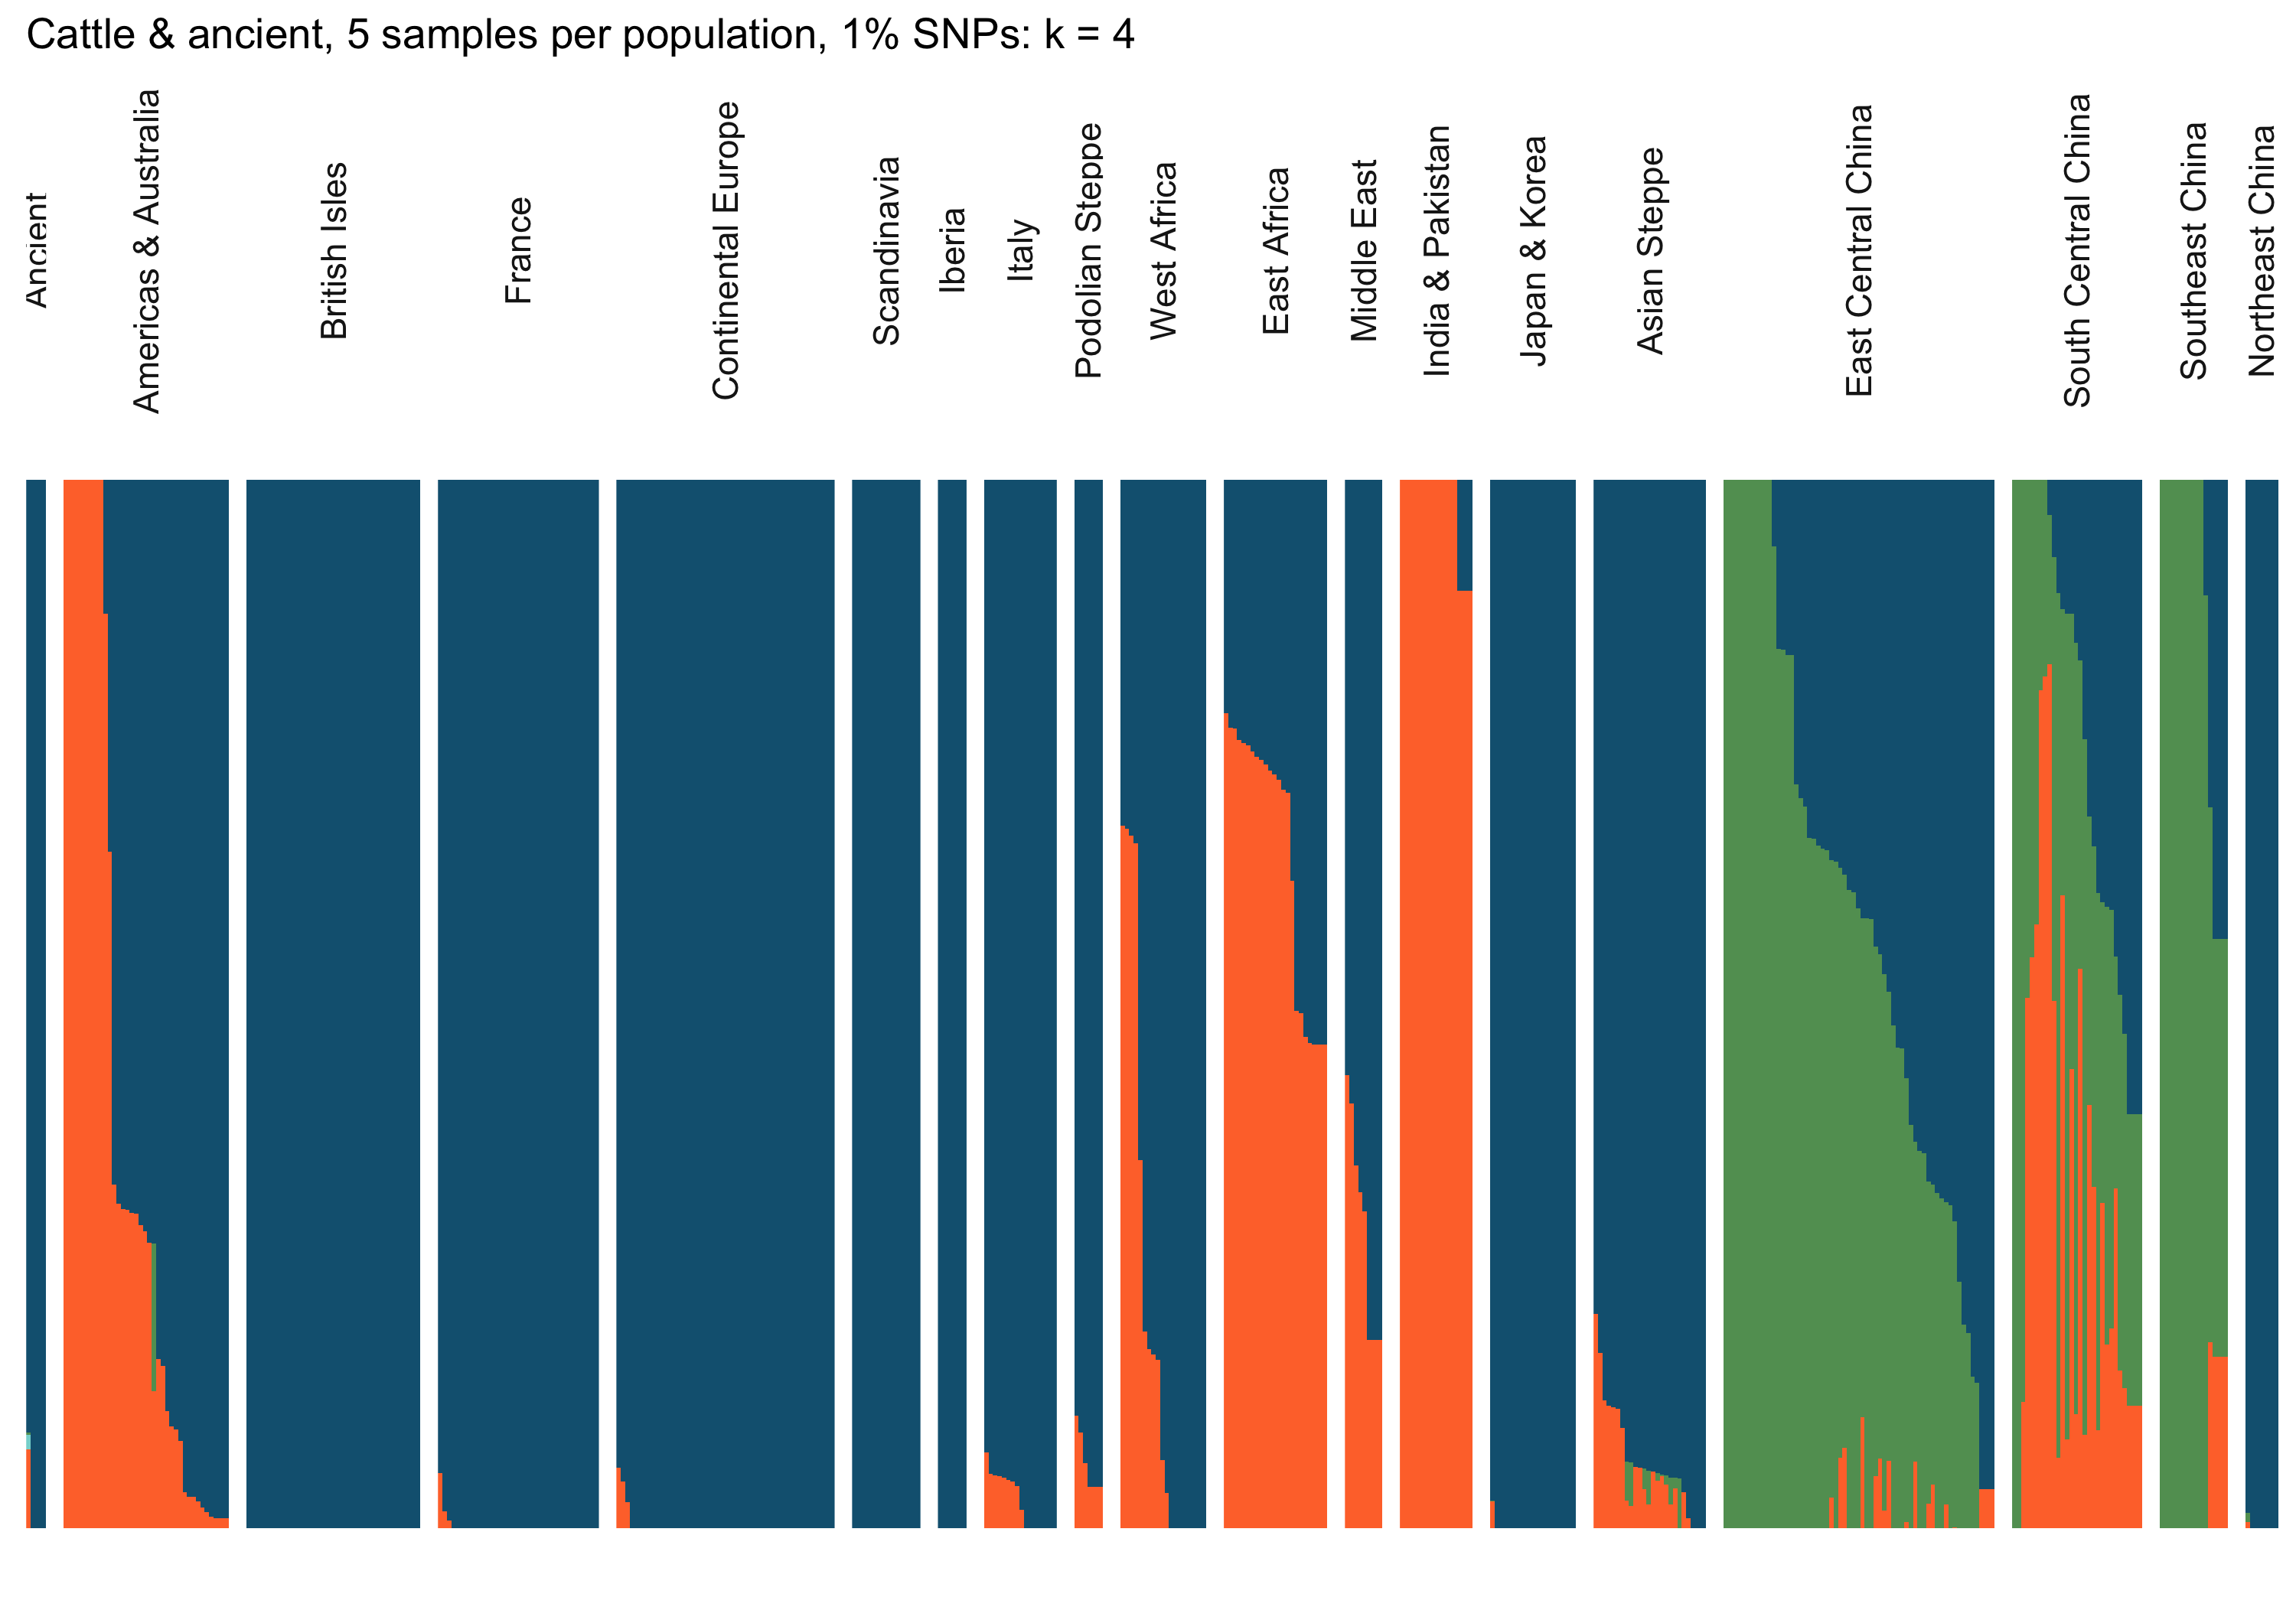 Cattle & ancient, 5 samples per population, 1% SNPs: k = 4
Ancient
Americas & Australia
British Isles
France
Continental Europe
Scandinavia
Iberia
Italy
Podolian Steppe
West Africa
East Africa
Middle East
India & Pakistan
Japan & Korea
Asian Steppe
East Central China
South Central China
Southeast China
Northeast China